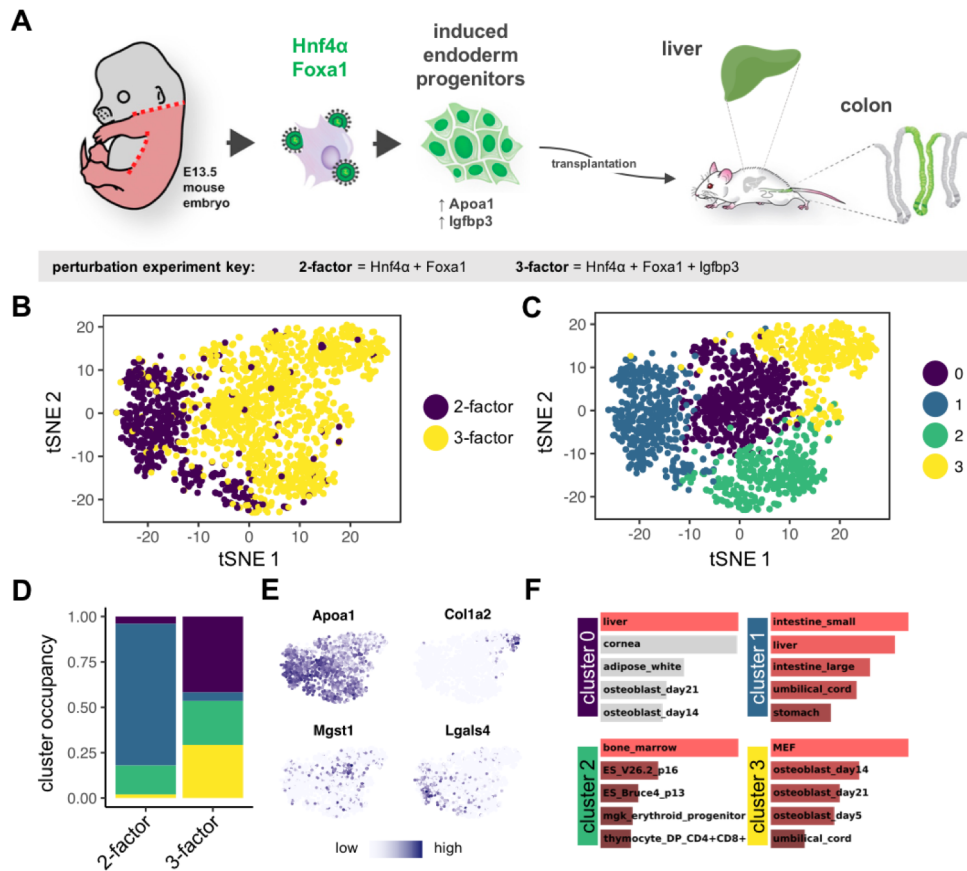 A
Hnf4α
Foxa1
induced
endoderm
progenitors
liver
colon
E13.5
mouse
embryo
transplantation
↑ Apoa1
↑ Igfbp3
perturbation experiment key: 2-factor = Hnf4α + Foxa1 3-factor = Hnf4α + Foxa1 + Igfbp3
B
20
10
0
-10
-20
tSNE 2
-20 -10 0 10 20
tSNE 1
2-factor
3-factor
C
20
10
0
-10
-20
tSNE 2
-20 -10 0 10 20
tSNE 1
0
1
2
3
D
1.00
0.75
0.50
0.25
0.00
cluster occupancy
2-factor
3-factor
E
Apoa1
Col1a2
Mgst1
Lgals4
low high
F
cluster 0
liver
cornea
adipose_white
osteoblast_day21
osteoblast_day14
cluster 1
intestine_small
liver
intestine_large
umbilical_cord
stomach
cluster 2
bone_marrow
ES_V26.2_p16
ES_Bruce4_p13
mgk_erythroid_progenitor
thymocyte_DP_CD4+CD8+
cluster 3
MEF
osteoblast_day14
osteoblast_day21
osteoblast_day5
umbilical_cord